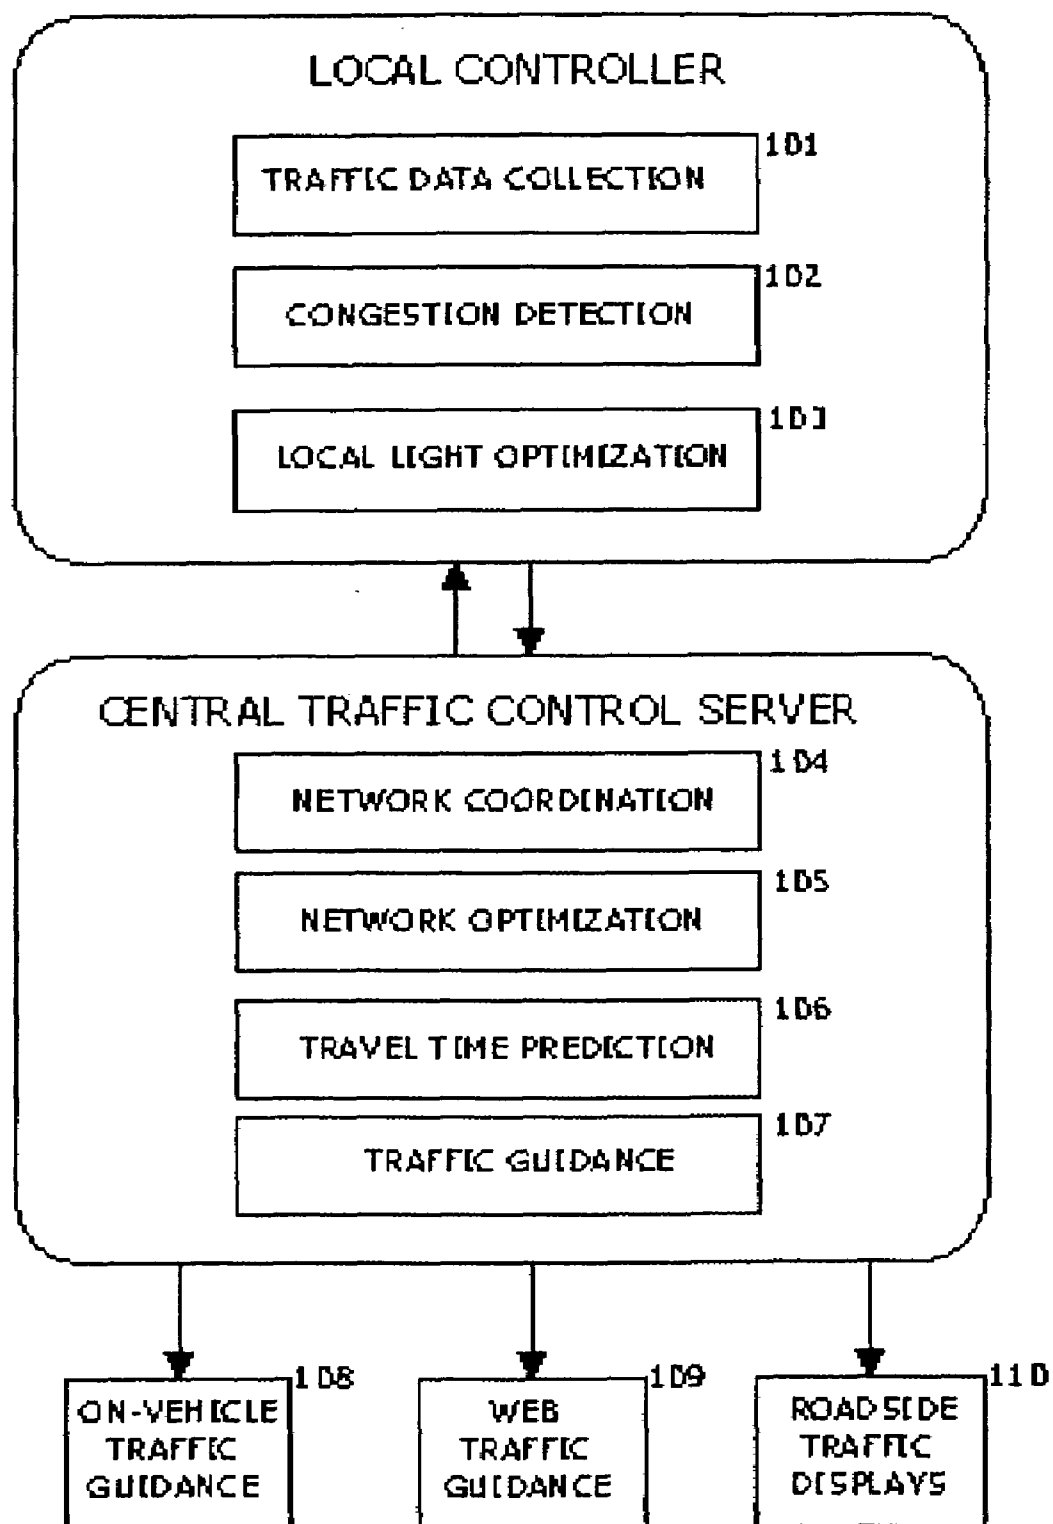 LOCAL CONTROLLER
101
TRAFFIC DATA COLLECTION
102
CONGESTION DETECTION
103
LOCAL LIGHT OPTIMIZATION
CENTRAL TRAFFIC CONTROL SERVER
104
NETWORK COORDINATION
105
NETWORK OPTIMIZATION
106
TRAVEL TIME PREDICTION
107
TRAFFIC GUIDANCE
108
ON-VEHICLE
TRAFFIC
GUIDANCE
109
WEB
TRAFFIC
GUIDANCE
110
ROADSIDE
TRAFFIC
DISPLAYS